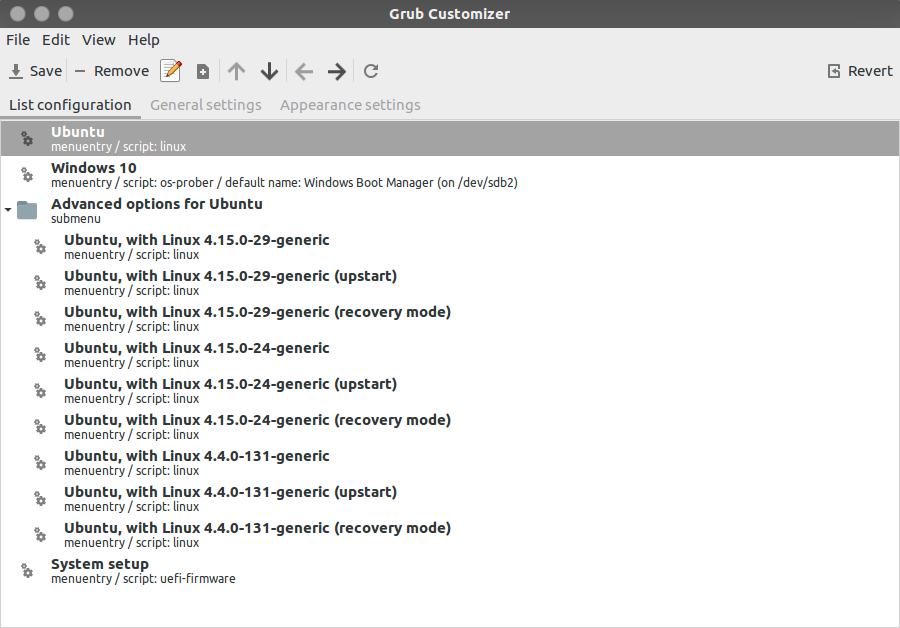 Grub Customizer
File Edit View Help
Save Remove Revert
List configuration General settings Appearance settings
Ubuntu
menuentry / script: linux
Windows 10
menuentry / script: os-prober / default name: Windows Boot Manager (on /dev/sdb2)
Advanced options for Ubuntu
submenu
Ubuntu, with Linux 4.15.0-29-generic
menuentry / script: linux
Ubuntu, with Linux 4.15.0-29-generic (upstart)
menuentry / script: linux
Ubuntu, with Linux 4.15.0-29-generic (recovery mode)
menuentry / script: linux
Ubuntu, with Linux 4.15.0-24-generic
menuentry / script: linux
Ubuntu, with Linux 4.15.0-24-generic (upstart)
menuentry / script: linux
Ubuntu, with Linux 4.15.0-24-generic (recovery mode)
menuentry / script: linux
Ubuntu, with Linux 4.4.0-131-generic
menuentry / script: linux
Ubuntu, with Linux 4.4.0-131-generic (upstart)
menuentry / script: linux
Ubuntu, with Linux 4.4.0-131-generic (recovery mode)
menuentry / script: linux
System setup
menuentry / script: uefi-firmware